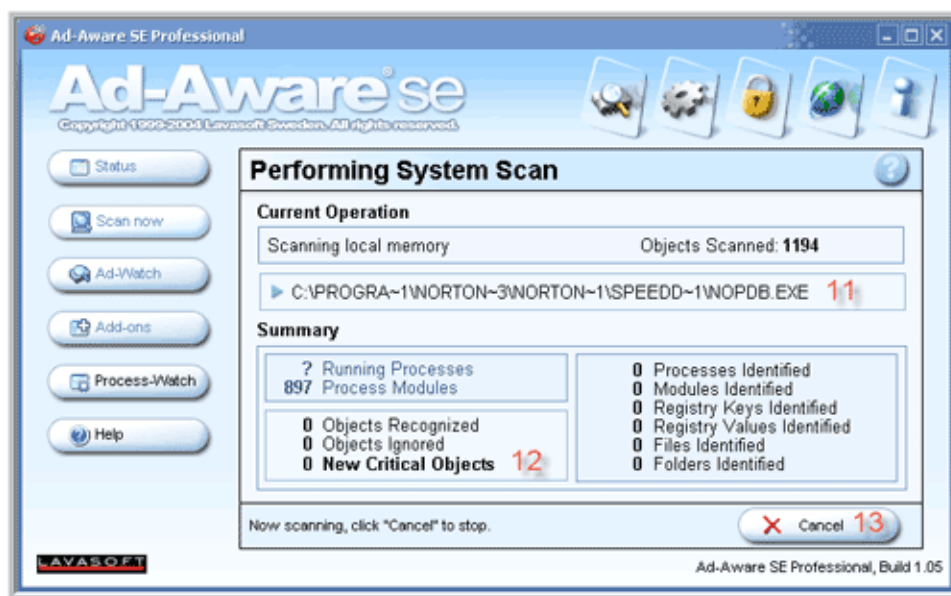 Ad-Aware SE Professional
Ad-Aware® se
Copyright 1999-2004 Lavasoft Sweden. All rights reserved.
Status
Scan now
Ad-Watch
Add-ons
Process-Watch
Help
Performing System Scan
?
Current Operation
Scanning local memory Objects Scanned: 1194
C:\PROGRA~1\NORTON~3\NORTON~1\SPEEDD~1\NOPDB.EXE 11
Summary
? Running Processes
897 Process Modules
0 Objects Recognized
0 Objects Ignored
0 New Critical Objects 12
0 Processes Identified
0 Modules Identified
0 Registry Keys Identified
0 Registry Values Identified
0 Files Identified
0 Folders Identified
Now scanning, click "Cancel" to stop.
Cancel 13
LAVASOFT
Ad-Aware SE Professional, Build 1.05